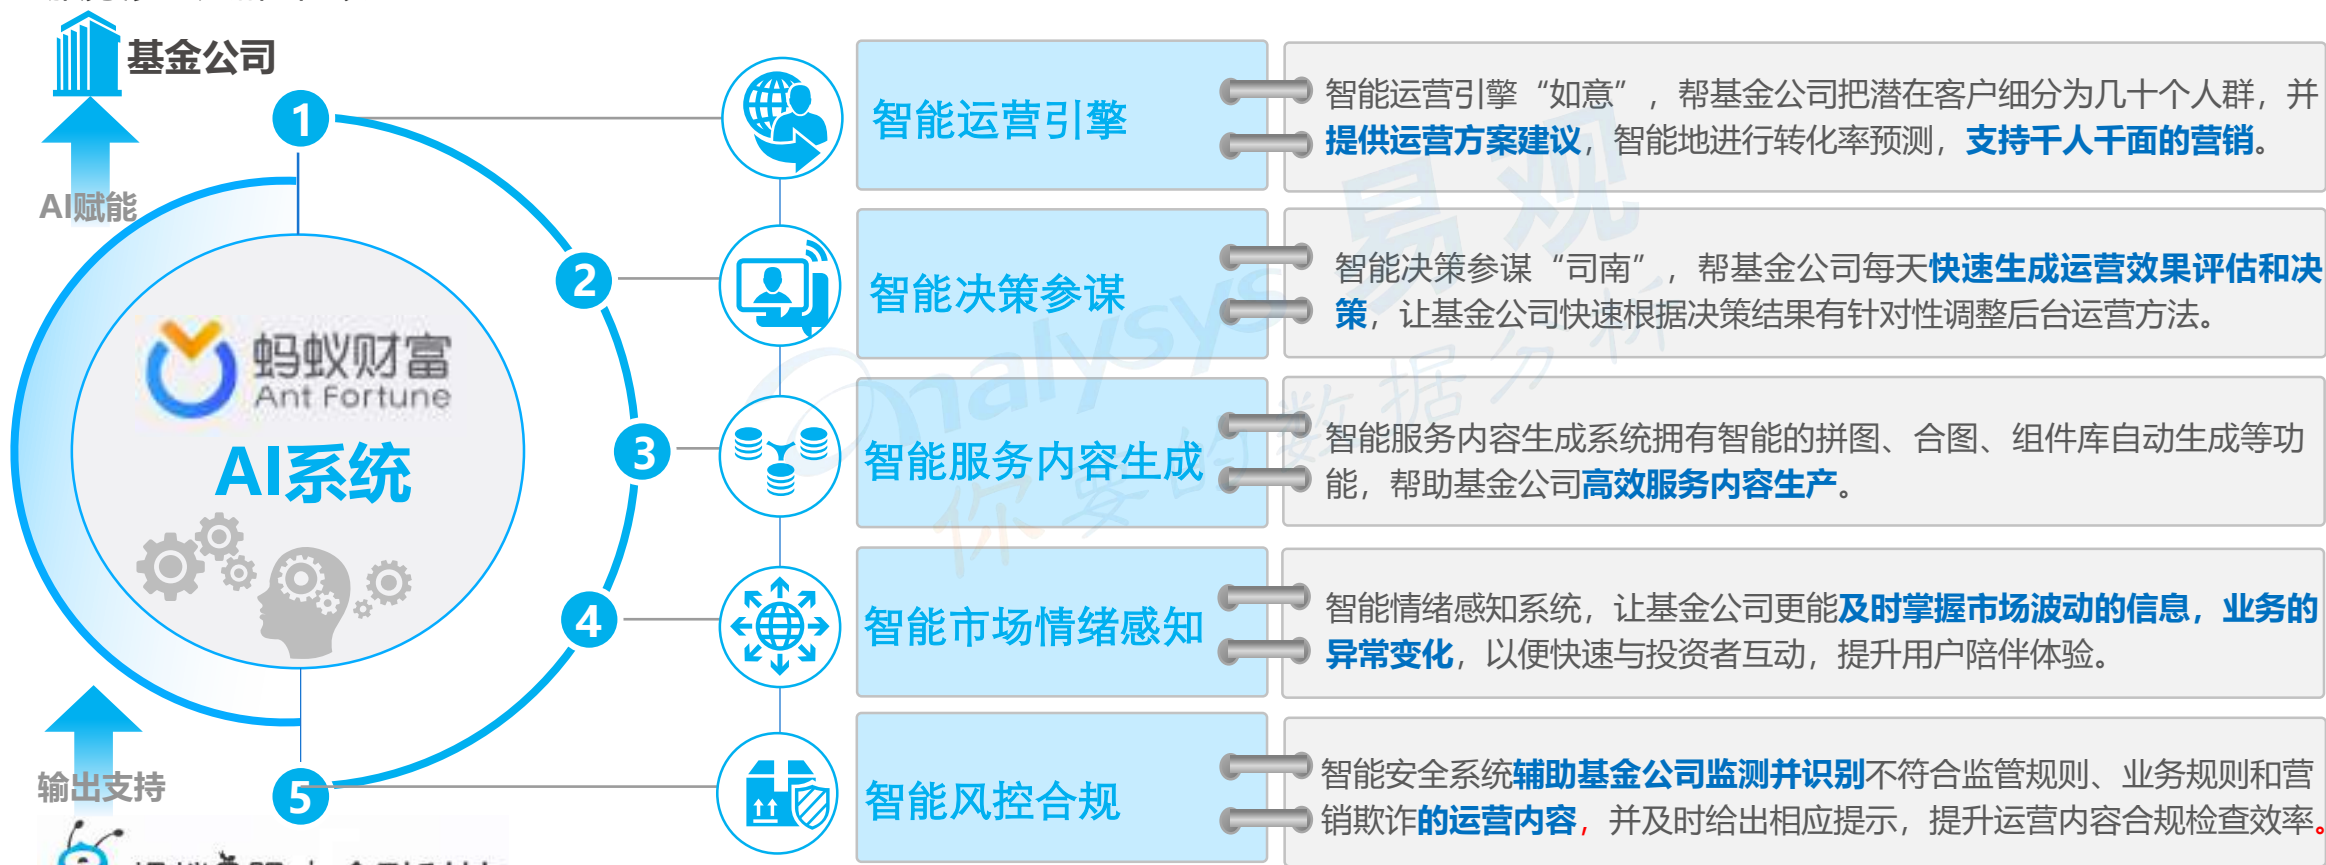 基金公司
AI赋能
蚂蚁财富
Ant Fortune
AI系统
输出支持
1
2
3
4
5
智能运营引擎
智能运营引擎“如意”，帮基金公司把潜在客户细分为几十个人群，并
提供运营方案建议，智能地进行转化率预测，支持千人千面的营销。
智能决策参谋
智能决策参谋“司南”，帮基金公司每天快速生成运营效果评估和决
策，让基金公司快速根据决策结果有针对性调整后台运营方法。
智能服务内容生成
智能服务内容生成系统拥有智能的拼图、合图、组件库自动生成等功
能，帮助基金公司高效服务内容生产。
智能市场情绪感知
智能情绪感知系统，让基金公司更能及时掌握市场波动的信息，业务的
异常变化，以便快速与投资者互动，提升用户陪伴体验。
智能风控合规
智能安全系统辅助基金公司监测并识别不符合监管规则、业务规则和营
销欺诈的运营内容，并及时给出相应提示，提升运营内容合规检查效率。
analysys 易观
你要的数据分析